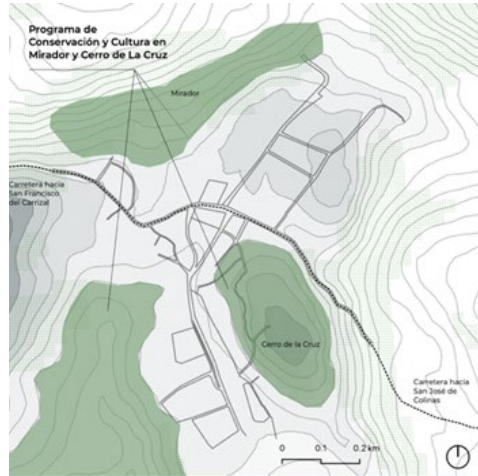 Programa de
Conservación y Cultura en
Mirador y Cerro de La Cruz
Mirador
Carretera hacia
San Francisco
del Carrizal
Cerro de la Cruz
Carretera hacia
San José de
Colinas
0 0.1 0.2 km